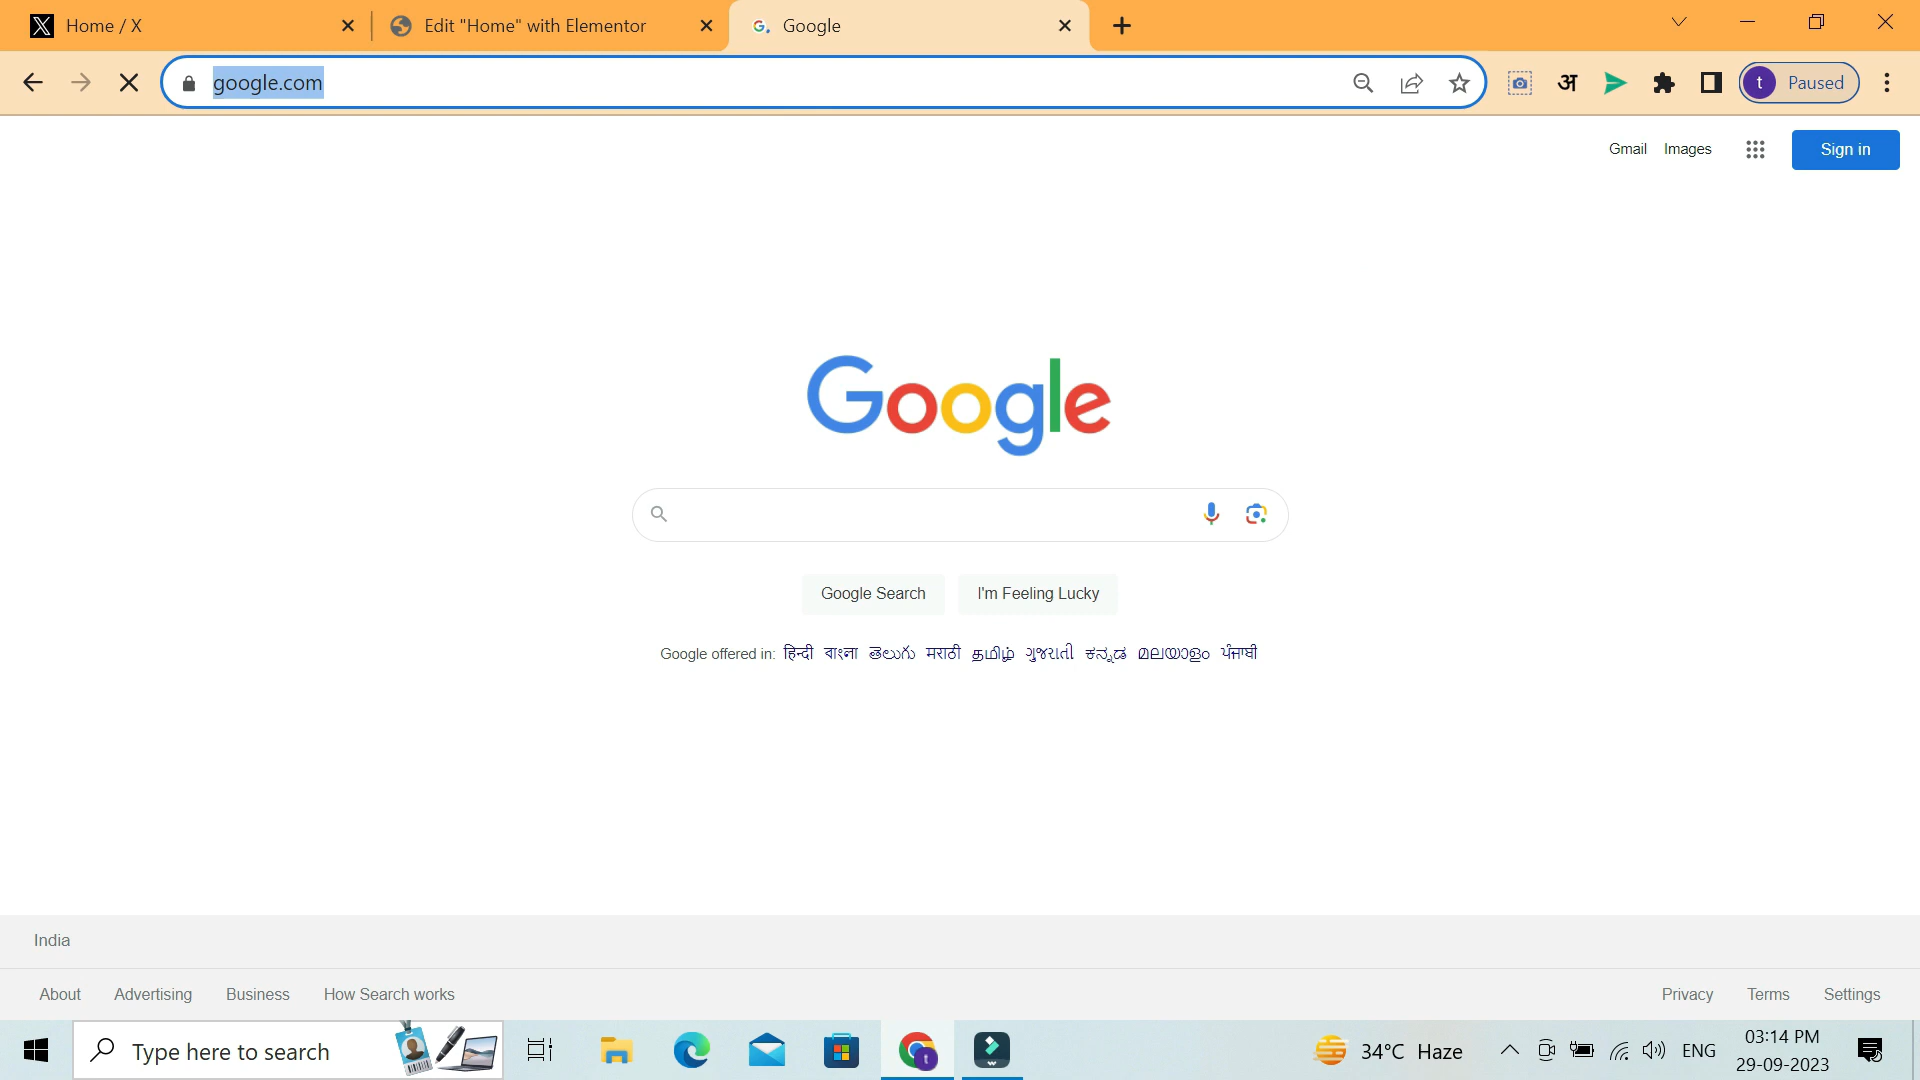 Home / X
Edit "Home" with Elementor
Google
google.com
अ
t Paused
Gmail Images Sign in
Google
Google Search I'm Feeling Lucky
Google offered in: हिन्दी বাংলা తెలుగు मराठी தமிழ் ગુજરાતી ಕನ್ನಡ മലയാളം ਪੰਜਾਬੀ
India
About Advertising Business How Search works Privacy Terms Settings
Type here to search t 34°C Haze ENG 03:14 PM
29-09-2023